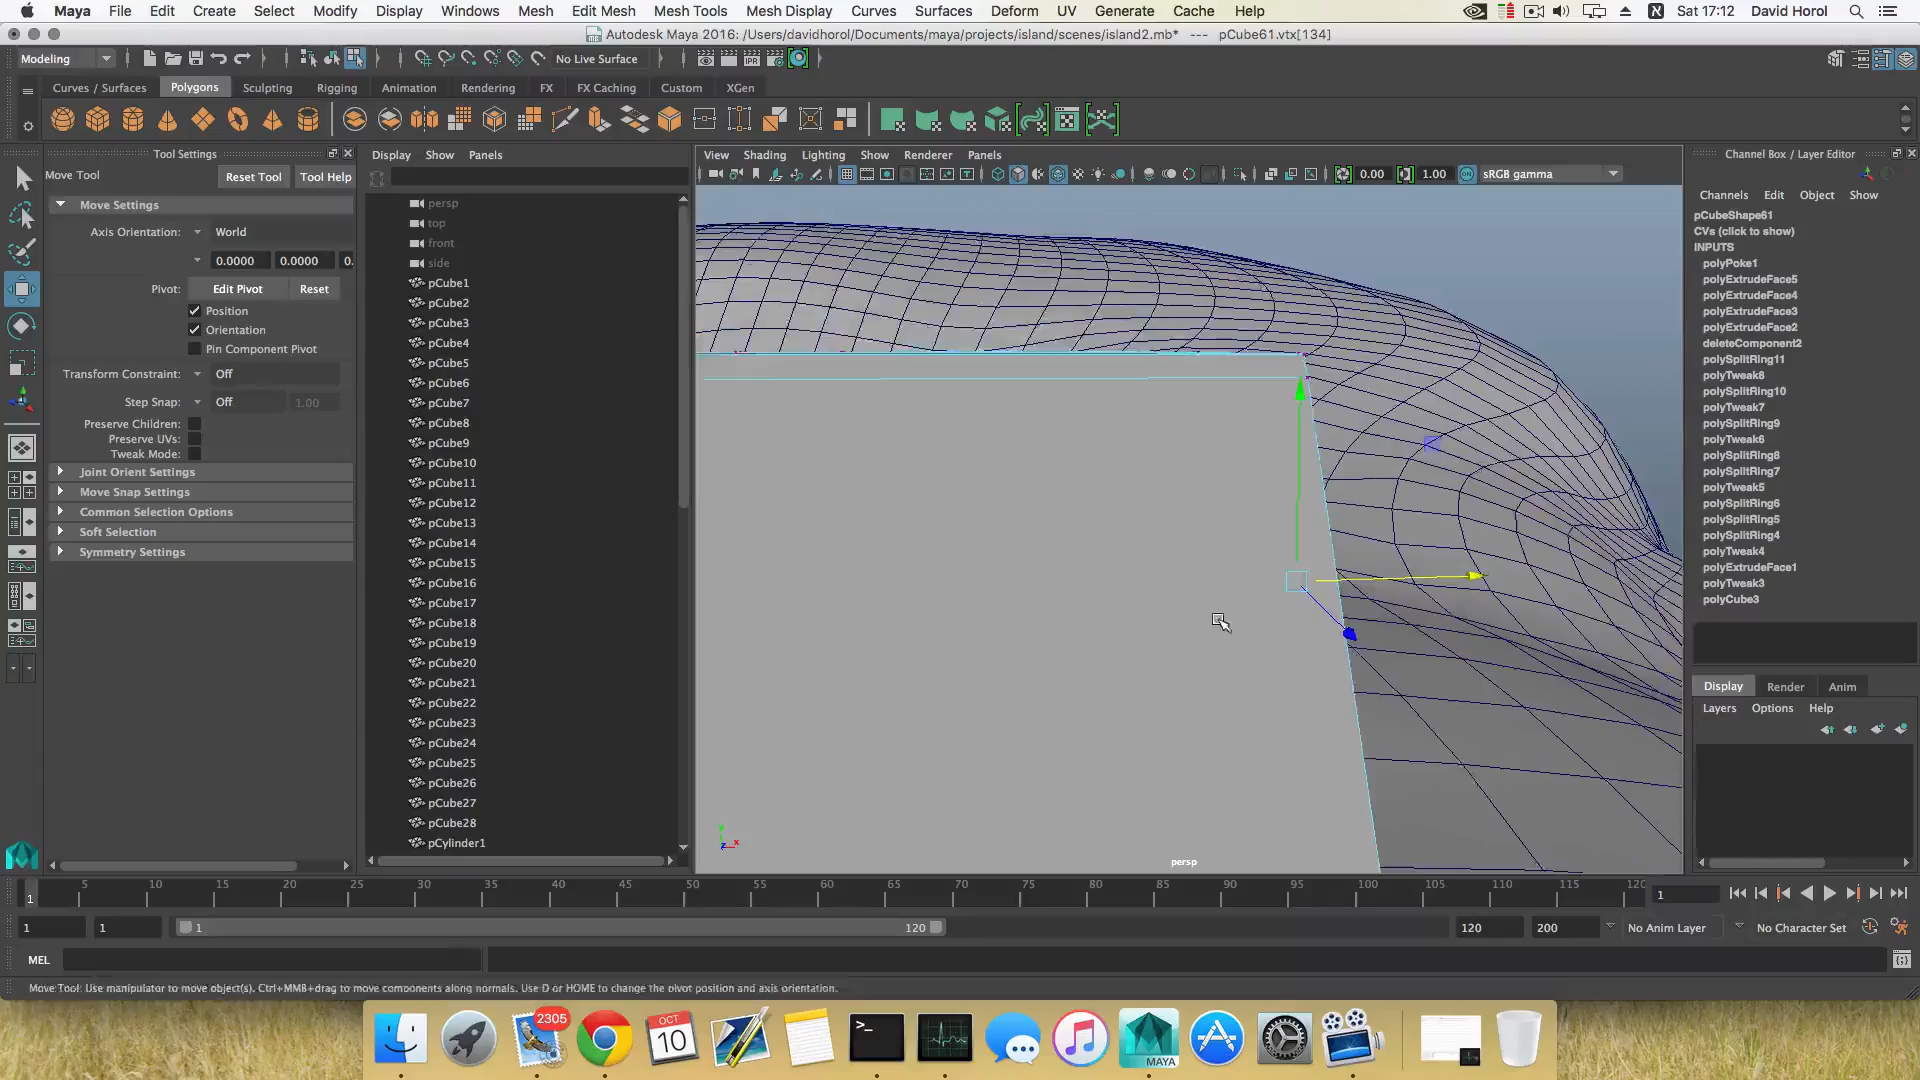 Maya File Edit Create Select Modify Display Windows Mesh Edit Mesh Mesh Tools Mesh Display Curves Surfaces Deform UV Generate Cache Help Sat 17:12 David Horol
Autodesk Maya 2016: /Users/davidhorol/Documents/maya/projects/island/scenes/island2.mb* --- pCube61.vtx[134]
Modeling No Live Surface IPR
Curves / Surfaces Polygons Sculpting Rigging Animation Rendering FX FX Caching Custom XGen
Tool Settings
Move Tool Reset Tool Tool Help
Move Settings
Axis Orientation: World
0.0000 0.0000 0.
Pivot: Edit Pivot Reset
Position
Orientation
Pin Component Pivot
Transform Constraint: Off
Step Snap: Off 1.00
Preserve Children:
Preserve UVs:
Tweak Mode:
Joint Orient Settings
Move Snap Settings
Common Selection Options
Soft Selection
Symmetry Settings
Display Show Panels
persp
top
front
side
pCube1
pCube2
pCube3
pCube4
pCube5
pCube6
pCube7
pCube8
pCube9
pCube10
pCube11
pCube12
pCube13
pCube14
pCube15
pCube16
pCube17
pCube18
pCube19
pCube20
pCube21
pCube22
pCube23
pCube24
pCube25
pCube26
pCube27
pCube28
pCylinder1
View Shading Lighting Show Renderer Panels
0.00 1.00 sRGB gamma
persp
Channel Box / Layer Editor
Channels Edit Object Show
pCubeShape61
CVs (click to show)
INPUTS
polyPoke1
polyExtrudeFace5
polyExtrudeFace4
polyExtrudeFace3
polyExtrudeFace2
deleteComponent2
polySplitRing11
polyTweak8
polySplitRing10
polyTweak7
polySplitRing9
polyTweak6
polySplitRing8
polySplitRing7
polyTweak5
polySplitRing6
polySplitRing5
polySplitRing4
polyTweak4
polyExtrudeFace1
polyTweak3
polyCube3
Display Render Anim
Layers Options Help
5 10 15 20 25 30 35 40 45 50 55 60 65 70 75 80 85 90 95 100 105 110 115 120
1 1
1 1 1 120 120 200 No Anim Layer No Character Set
MEL
Move Tool: Use manipulator to move object(s). Ctrl+MMB+drag to move components along normals. Use D or HOME to change the pivot position and axis orientation.
2305
OCT
10
MAYA